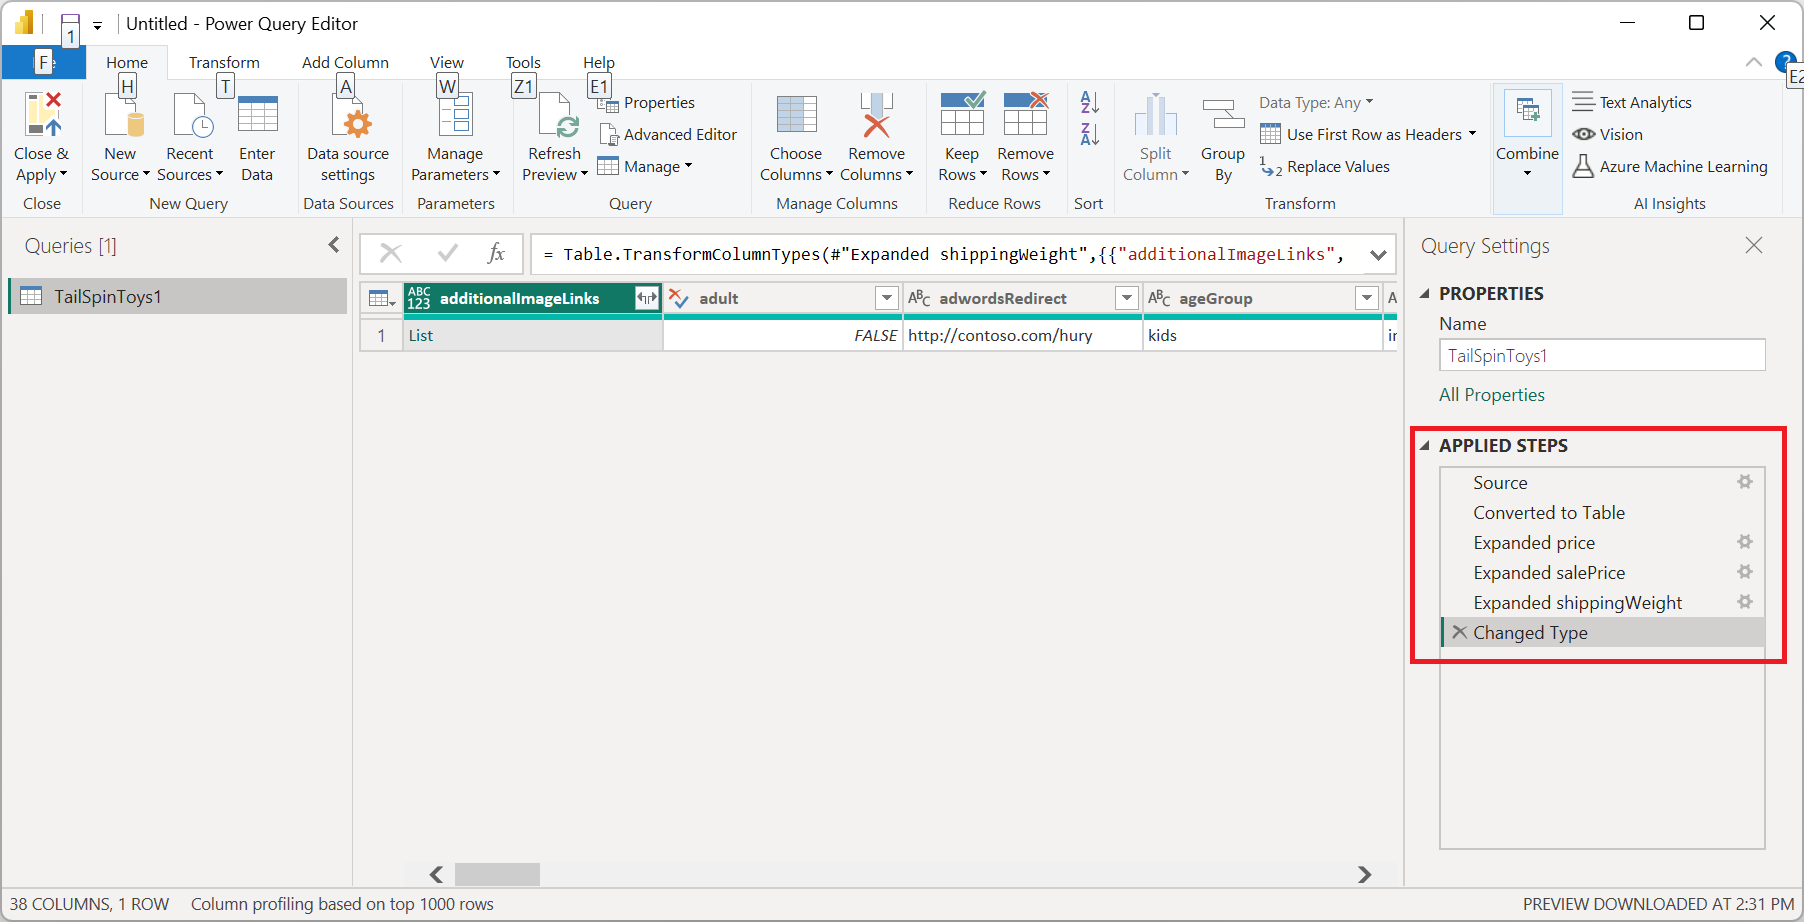 Untitled - Power Query Editor
1
F
Home Transform Add Column View Tools Help
H T A W Z1 E1 E2
?
Close &
Apply
Close
New
Source
Recent
Sources
Enter
Data
New Query
Data source
settings
Data Sources
Manage
Parameters
Parameters
Refresh
Preview
Properties
Advanced Editor
Manage
Query
Choose
Columns
Remove
Columns
Manage Columns
Keep
Rows
Remove
Rows
Reduce Rows
A
Z
Z
A
Sort
Split
Column
Group
By
Data Type: Any
Use First Row as Headers
1 2 Replace Values
Transform
Combine
Text Analytics
Vision
Azure Machine Learning
AI Insights
Queries [1]
TailSpinToys1
fx
= Table.TransformColumnTypes(#"Expanded shippingWeight",{{"additionalImageLinks",
ABC
123 additionalImageLinks adult ABC adwordsRedirect ABC ageGroup A
1 List FALSE http://contoso.com/hury kids ir
Query Settings
PROPERTIES
Name
TailSpinToys1
All Properties
APPLIED STEPS
Source
Converted to Table
Expanded price
Expanded salePrice
Expanded shippingWeight
Changed Type
38 COLUMNS, 1 ROW Column profiling based on top 1000 rows
PREVIEW DOWNLOADED AT 2:31 PM